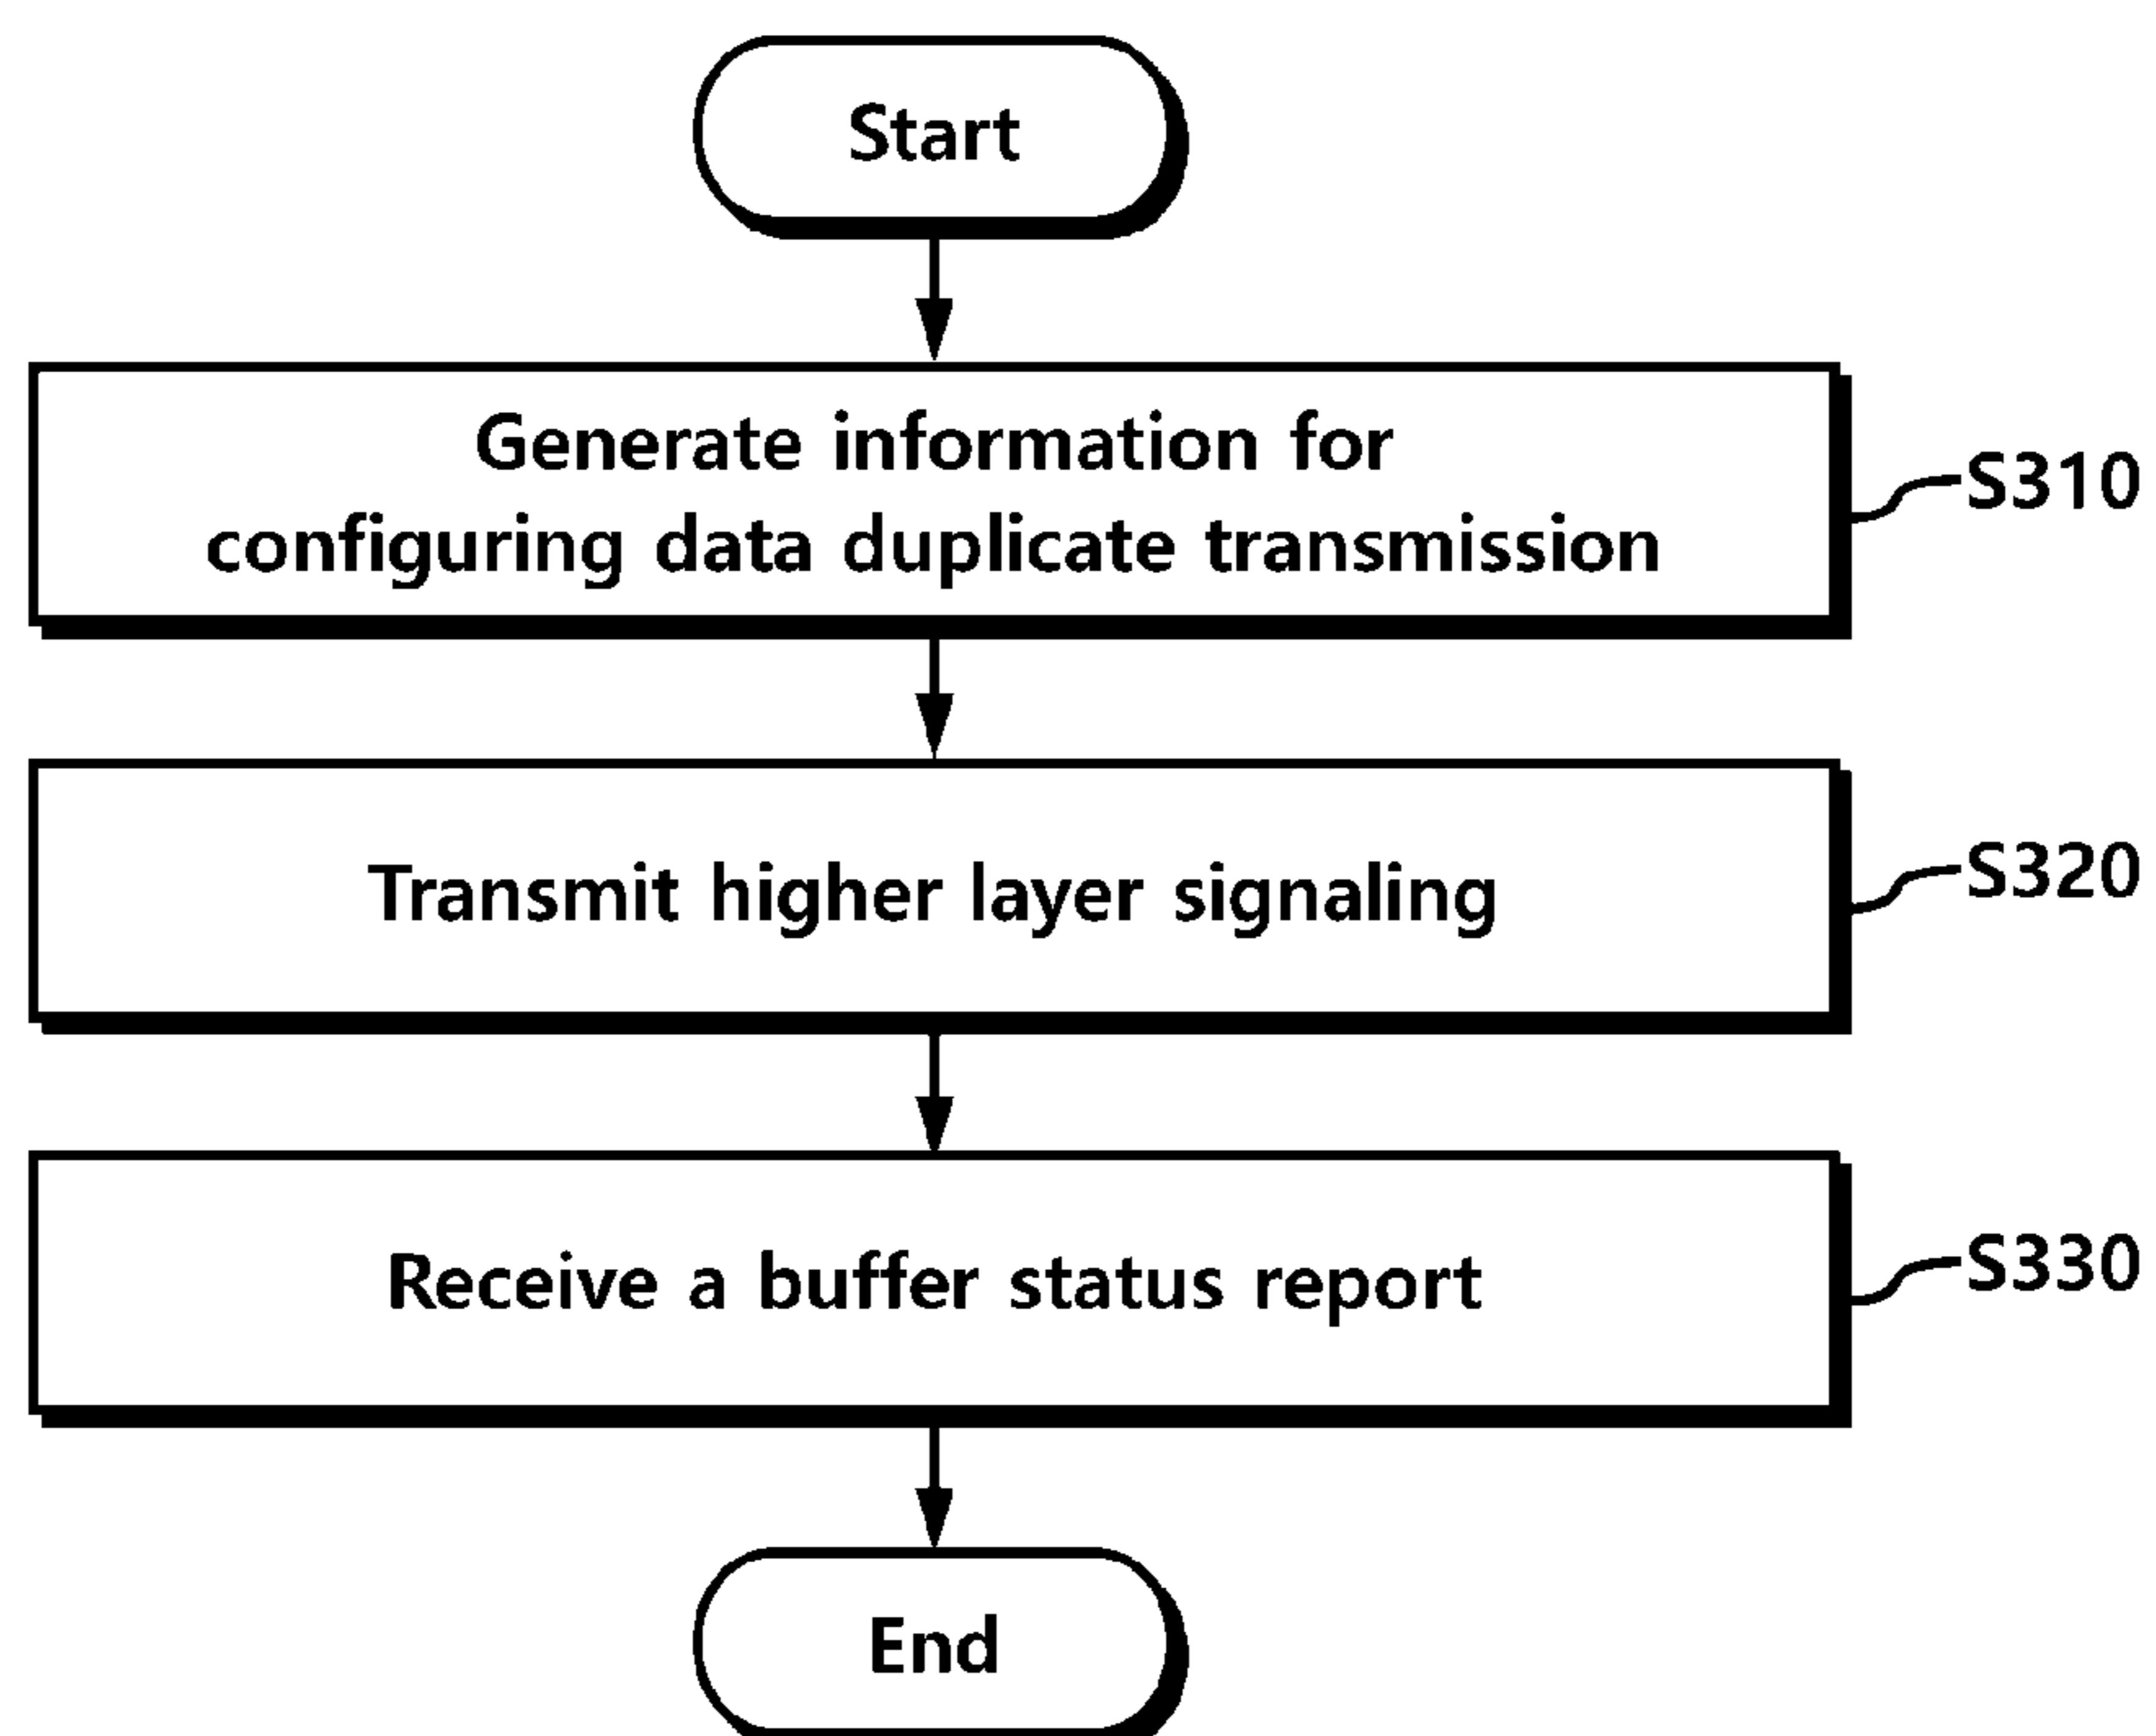 Start
Generate information for
configuring data duplicate transmission
S310
Transmit higher layer signaling
S320
Receive a buffer status report
S330
End